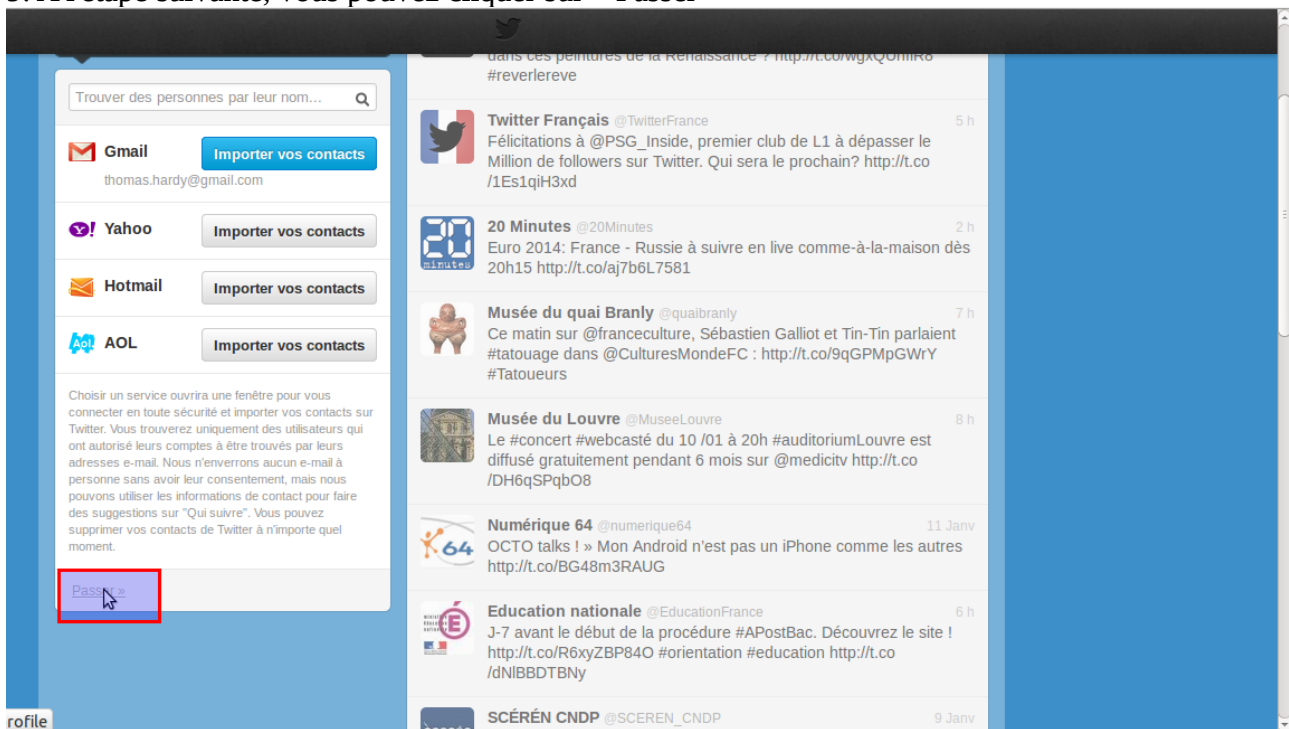 Trouver des personnes par leur nom...
Gmail
Importer vos contacts
thomas.hardy@gmail.com
Yahoo
Importer vos contacts
Hotmail
Importer vos contacts
Aol.
AOL
Importer vos contacts
Choisir un service ouvrira une fenêtre pour vous
connecter en toute sécurité et importer vos contacts sur
Twitter. Vous trouverez uniquement des utilisateurs qui
ont autorisé leurs comptes à être trouvés par leurs
adresses e-mail. Nous n'enverrons aucun e-mail à
personne sans avoir leur consentement, mais nous
pouvons utiliser les informations de contact pour faire
des suggestions sur "Qui suivre". Vous pouvez
supprimer vos contacts de Twitter à n'importe quel
moment.
Passer »
rofile
dans ces peintures de la Renaissance ?
#reverlereve
Twitter Français @TwitterFrance 5 h
Félicitations à @PSG_Inside, premier club de L1 à dépasser le
Million de followers sur Twitter. Qui sera le prochain? http://t.co
/1Es1qiH3xd
20 minutes
20 Minutes @20Minutes 2 h
Euro 2014: France - Russie à suivre en live comme-à-la-maison dès
20h15 http://t.co/aj7b6L7581
Musée du quai Branly @quaibranly 7 h
Ce matin sur @franceculture, Sébastien Galliot et Tin-Tin parlaient
#tatouage dans @CulturesMondeFC : http://t.co/9qGPMpGWrY
#Tatoueurs
Musée du Louvre @MuseeLouvre 8 h
Le #concert #webcasté du 10 /01 à 20h #auditoriumLouvre est
diffusé gratuitement pendant 6 mois sur @medicitv http://t.co
/DH6qSPqbO8
64
Numérique 64 @numerique64 11 Janv
OCTO talks ! » Mon Android n'est pas un iPhone comme les autres
http://t.co/BG48m3RAUG
Education nationale @EducationFrance 6 h
J-7 avant le début de la procédure #APostBac. Découvrez le site !
http://t.co/R6xyZBP84O #orientation #education http://t.co
/dNlBBDTBNy
SCÉRÉN CNDP @SCEREN_CNDP 9 Janv